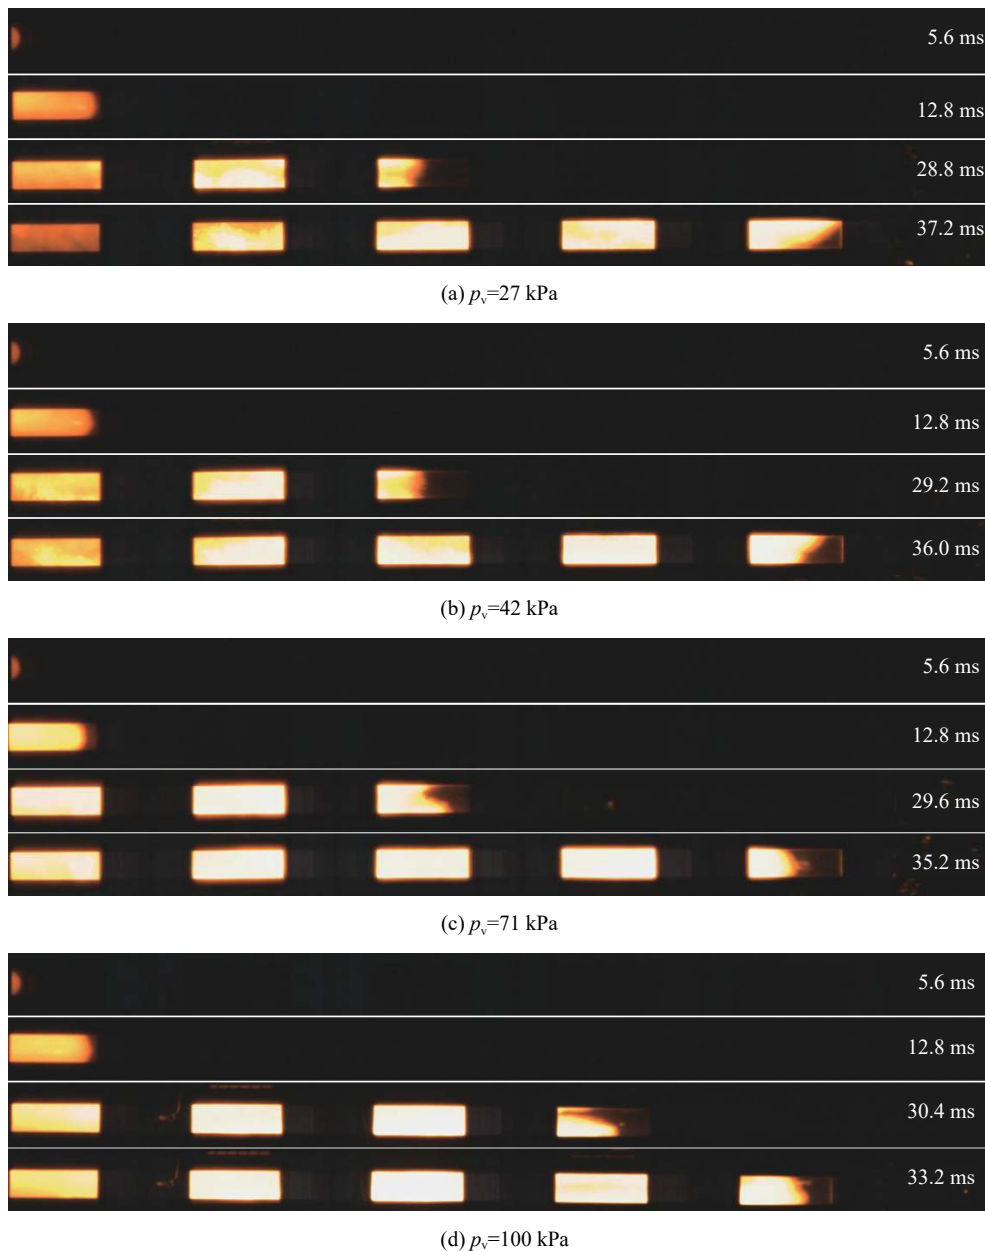 5.6 ms
12.8 ms
28.8 ms
37.2 ms
(a) pv=27 kPa
5.6 ms
12.8 ms
29.2 ms
36.0 ms
(b) pv=42 kPa
5.6 ms
12.8 ms
29.6 ms
35.2 ms
(c) pv=71 kPa
5.6 ms
12.8 ms
30.4 ms
33.2 ms
(d) pv=100 kPa